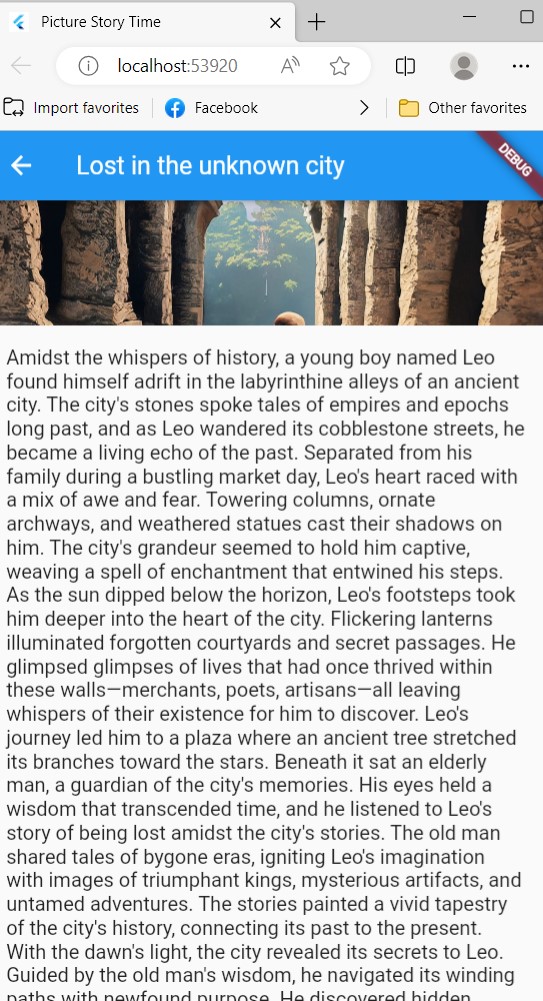 Picture Story Time
localhost:53920
Import favorites
Facebook
Other favorites
Lost in the unknown city
DEBUG
Amidst the whispers of history, a young boy named Leo
found himself adrift in the labyrinthine alleys of an ancient
city. The city's stones spoke tales of empires and epochs
long past, and as Leo wandered its cobblestone streets, he
became a living echo of the past. Separated from his
family during a bustling market day, Leo's heart raced with
a mix of awe and fear. Towering columns, ornate
archways, and weathered statues cast their shadows on
him. The city's grandeur seemed to hold him captive,
weaving a spell of enchantment that entwined his steps.
As the sun dipped below the horizon, Leo's footsteps took
him deeper into the heart of the city. Flickering lanterns
illuminated forgotten courtyards and secret passages. He
glimpsed glimpses of lives that had once thrived within
these walls—merchants, poets, artisans—all leaving
whispers of their existence for him to discover. Leo's
journey led him to a plaza where an ancient tree stretched
its branches toward the stars. Beneath it sat an elderly
man, a guardian of the city's memories. His eyes held a
wisdom that transcended time, and he listened to Leo's
story of being lost amidst the city's stories. The old man
shared tales of bygone eras, igniting Leo's imagination
with images of triumphant kings, mysterious artifacts, and
untamed adventures. The stories painted a vivid tapestry
of the city's history, connecting its past to the present.
With the dawn's light, the city revealed its secrets to Leo.
Guided by the old man's wisdom, he navigated its winding
paths with newfound purpose. He discovered hidden